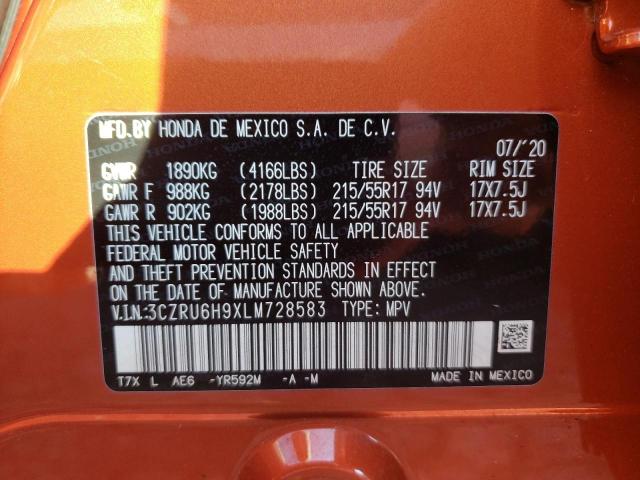 MFD.BY HONDA DE MEXICO S.A. DE C.V.
07/'20
GVWR 1890KG (4166LBS) TIRE SIZE RIM SIZE
GAWR F 988KG (2178LBS) 215/55R17 94V 17X7.5J
GAWR R 902KG (1988LBS) 215/55R17 94V 17X7.5J
THIS VEHICLE CONFORMS TO ALL APPLICABLE
FEDERAL MOTOR VEHICLE SAFETY
AND THEFT PREVENTION STANDARDS IN EFFECT
ON THE DATE OF MANUFACTURE SHOWN ABOVE.
V.I.N.:3CZRU6H9XLM728583 TYPE: MPV
T7X L AE6 -YR592M -A -M
MADE IN MEXICO